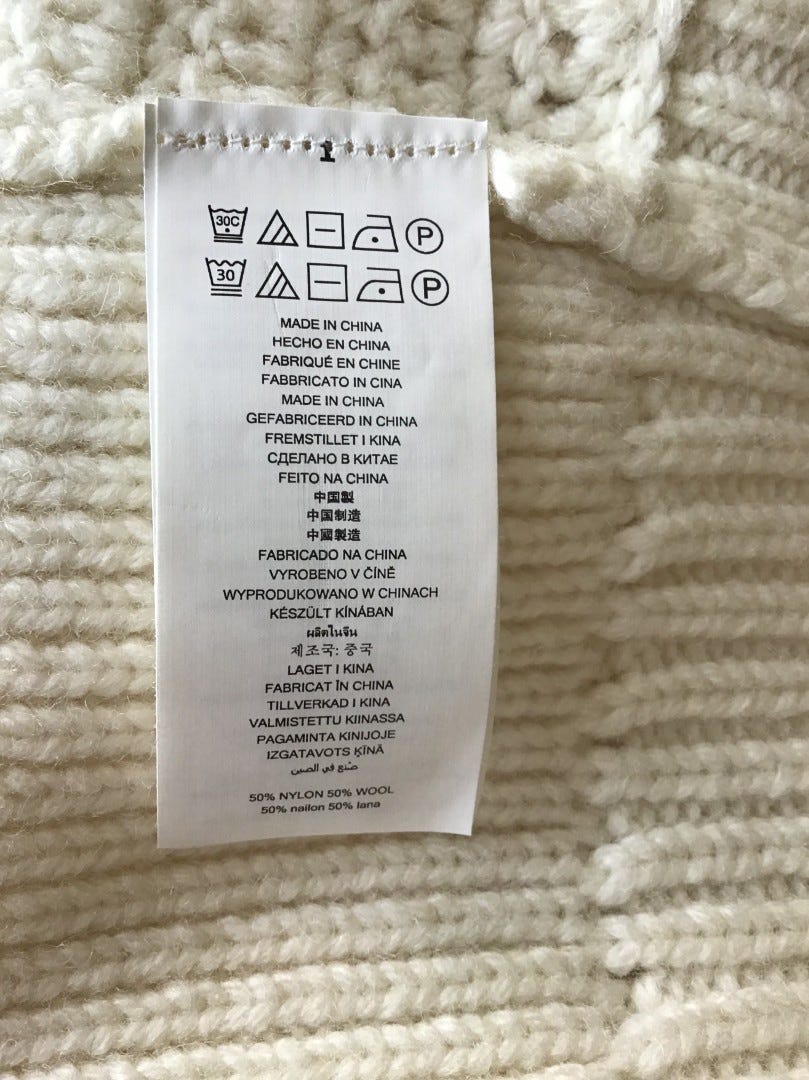 1
30C P
30 P
MADE IN CHINA
HECHO EN CHINA
FABRIQUÉ EN CHINE
FABBRICATO IN CINA
MADE IN CHINA
GEFABRICEERD IN CHINA
FREMSTILLET I KINA
СДЕЛАНО В КИТАЕ
FEITO NA CHINA
中国製
中国制造
中國製造
FABRICADO NA CHINA
VYROBENO V ČÍNĚ
WYPRODUKOWANO W CHINACH
KÉSZÜLT KÍNÁBAN
ผลิตในจีน
제조국: 중국
LAGET I KINA
FABRICAT ÎN CHINA
TILLVERKAD I KINA
VALMISTETTU KIINASSA
PAGAMINTA KINIJOJE
IZGATAVOTS ĶĪNĀ
صُنع في الصين
50% NYLON 50% WOOL
50% nailon 50% lana